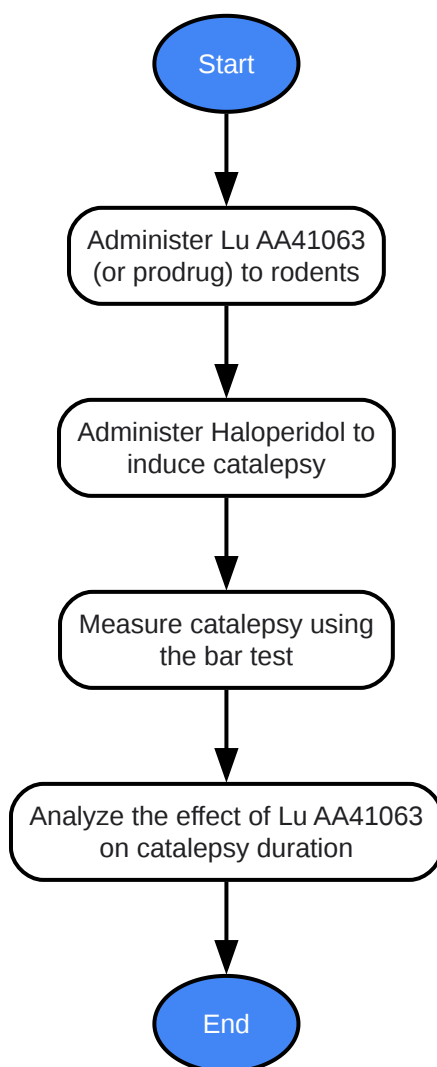 Start
Administer Lu AA41063
(or prodrug) to rodents
Administer Haloperidol to
induce catalepsy
Measure catalepsy using
the bar test
Analyze the effect of Lu AA41063
on catalepsy duration
End